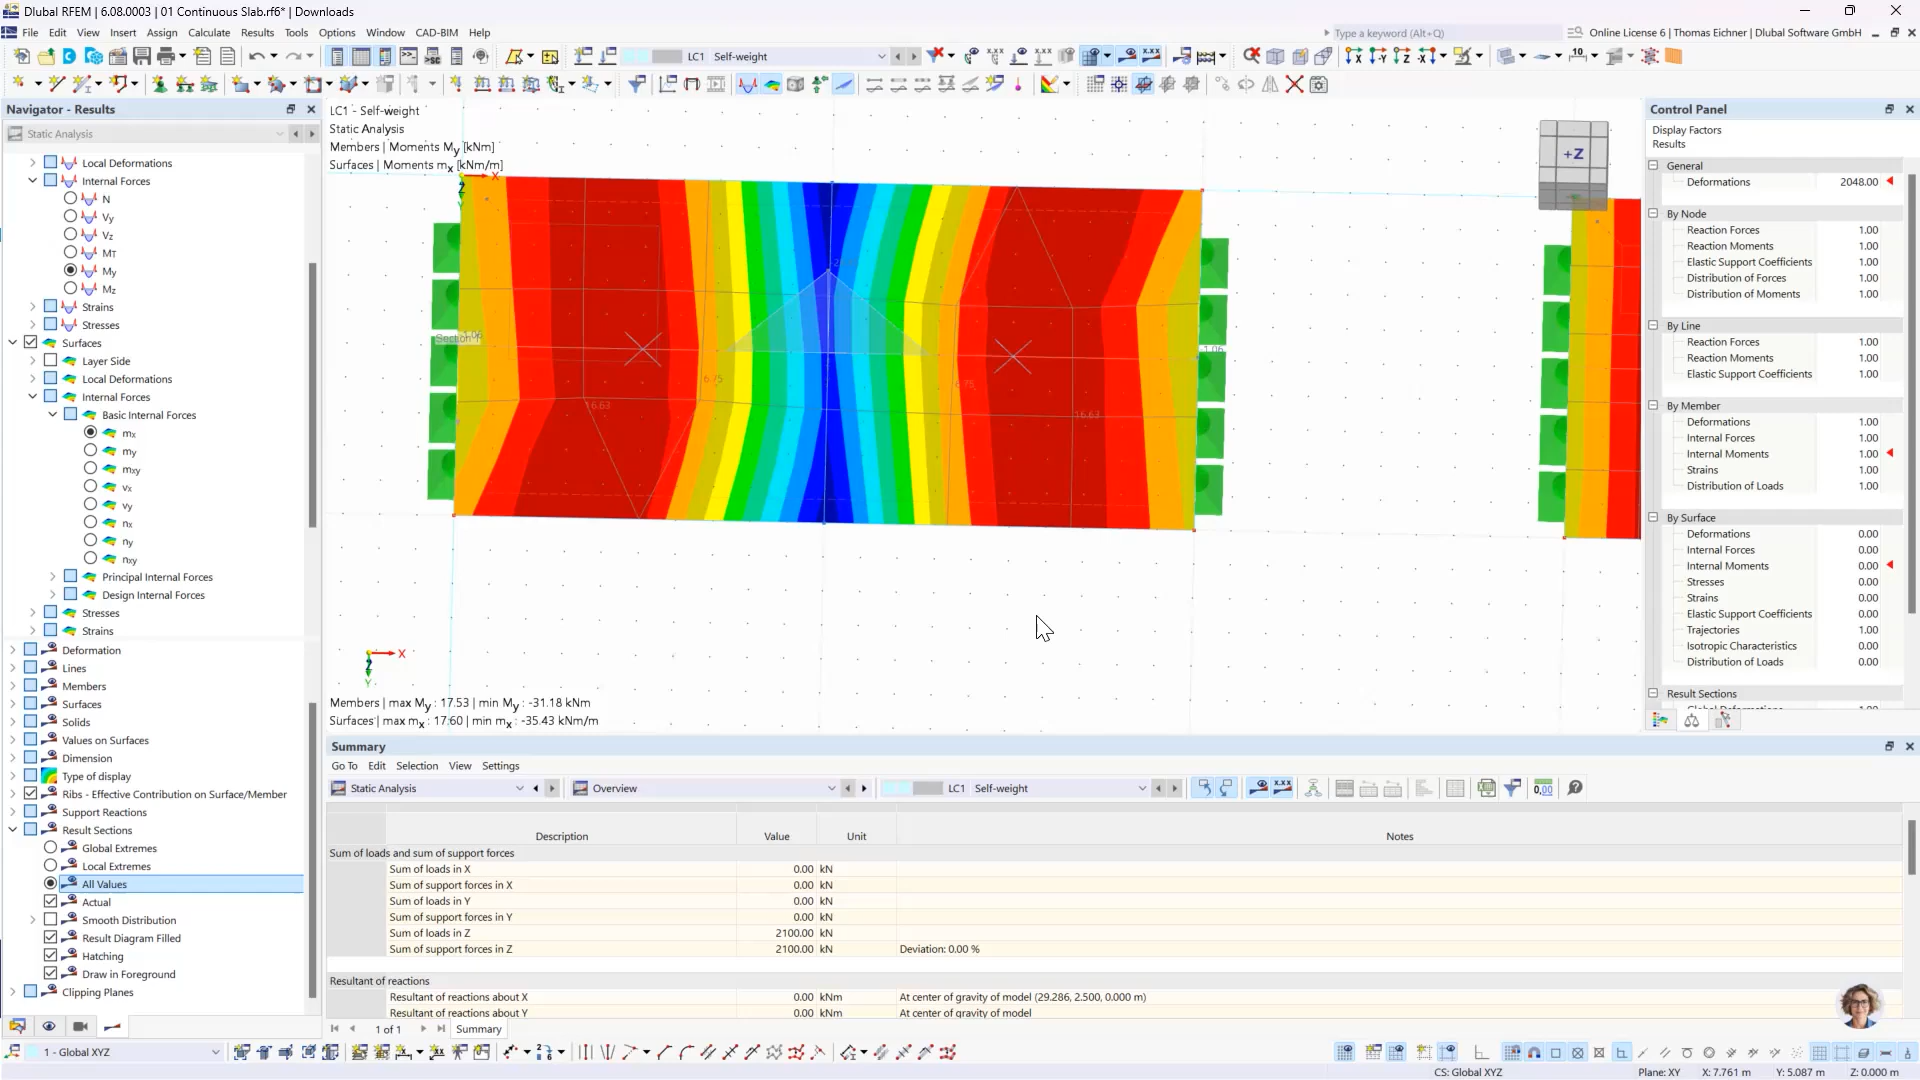 Dlubal RFEM | 6.08.0003 | 01 Continuous Slab.rf6* | Downloads
File Edit View Insert Assign Calculate Results Tools Options Window CAD-BIM Help
Type a keyword (Alt+Q)
Online License 6 | Thomas Eichner | Dlubal Software GmbH
LC1 Self-weight
Navigator - Results
Static Analysis
Local Deformations
Internal Forces
N
Vy
Vz
MT
My
Mz
Strains
Stresses
Surfaces
Layer Side
Local Deformations
Internal Forces
Basic Internal Forces
mx
my
mxy
vx
vy
nx
ny
nxy
Principal Internal Forces
Design Internal Forces
Stresses
Strains
Deformation
Lines
Members
Surfaces
Solids
Values on Surfaces
Dimension
Type of display
Ribs - Effective Contribution on Surface/Member
Support Reactions
Result Sections
Global Extremes
Local Extremes
All Values
Actual
Smooth Distribution
Result Diagram Filled
Hatching
Draw in Foreground
Clipping Planes
1 - Global XYZ
LC1 - Self-weight
Static Analysis
Members | Moments My [kNm]
Surfaces | Moments mx [kNm/m]
X
Z
+Z
1.06
6.75
6.75
16.63
16.63
X
Z
Y
Members | max My : 17.53 | min My : -31.18 kNm
Surfaces | max mx : 17.60 | min mx : -35.43 kNm/m
Control Panel
Display Factors
Results
General
Deformations 2048.00
By Node
Reaction Forces 1.00
Reaction Moments 1.00
Elastic Support Coefficients 1.00
Distribution of Forces 1.00
Distribution of Moments 1.00
By Line
Reaction Forces 1.00
Reaction Moments 1.00
Elastic Support Coefficients 1.00
By Member
Deformations 1.00
Internal Forces 1.00
Internal Moments 1.00
Strains 1.00
Distribution of Loads 1.00
By Surface
Deformations 0.00
Internal Forces 0.00
Internal Moments 0.00
Stresses 0.00
Strains 0.00
Elastic Support Coefficients 0.00
Trajectories 1.00
Isotropic Characteristics 0.00
Distribution of Loads 0.00
Result Sections
Summary
Go To Edit Selection View Settings
Static Analysis Overview LC1 Self-weight
Description Value Unit Notes
Sum of loads and sum of support forces
Sum of loads in X 0.00 kN
Sum of support forces in X 0.00 kN
Sum of loads in Y 0.00 kN
Sum of support forces in Y 0.00 kN
Sum of loads in Z 2100.00 kN
Sum of support forces in Z 2100.00 kN Deviation: 0.00 %
Resultant of reactions
Resultant of reactions about X 0.00 kNm At center of gravity of model (29.286, 2.500, 0.000 m)
Resultant of reactions about Y 0.00 kNm At center of gravity of model
1 of 1 Summary
CS: Global XYZ Plane: XY X: 7.761 m Y: 5.087 m Z: 0.000 m